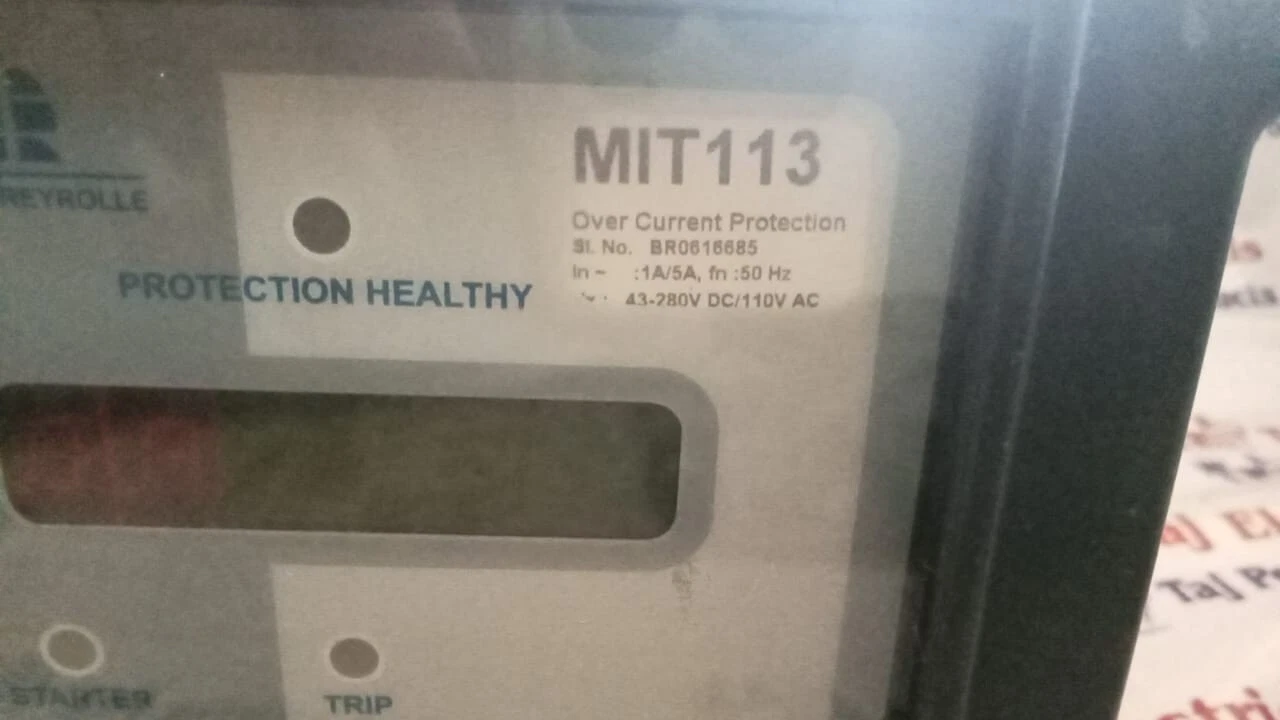 REYROLLE
MIT113
Over Current Protection
Sl. No. BR0616685
In ~ :1A/5A, fn :50 Hz
43-280V DC/110V AC
PROTECTION HEALTHY
STARTER
TRIP
Taj